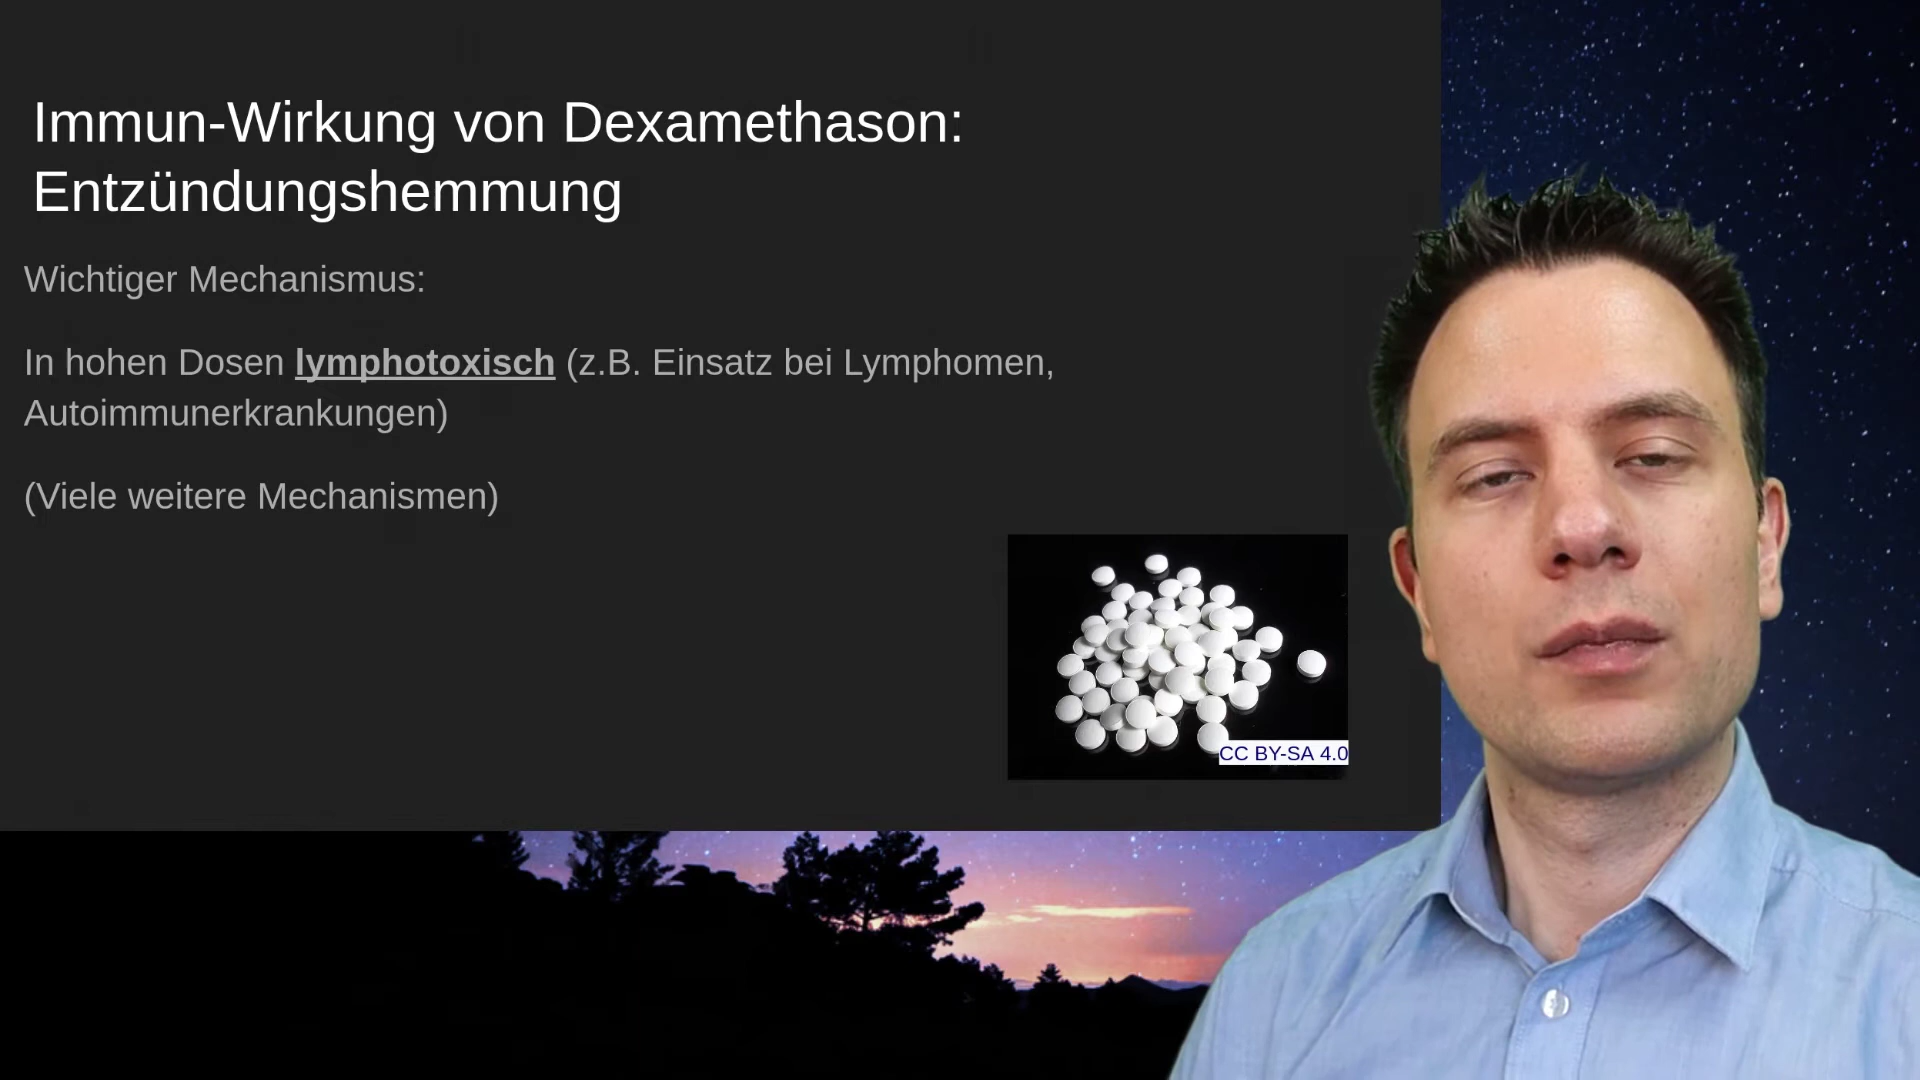 Immun-Wirkung von Dexamethason:
Entzündungshemmung
Wichtiger Mechanismus:
In hohen Dosen lymphotoxisch (z.B. Einsatz bei Lymphomen,
Autoimmunerkrankungen)
(Viele weitere Mechanismen)
CC BY-SA 4.0